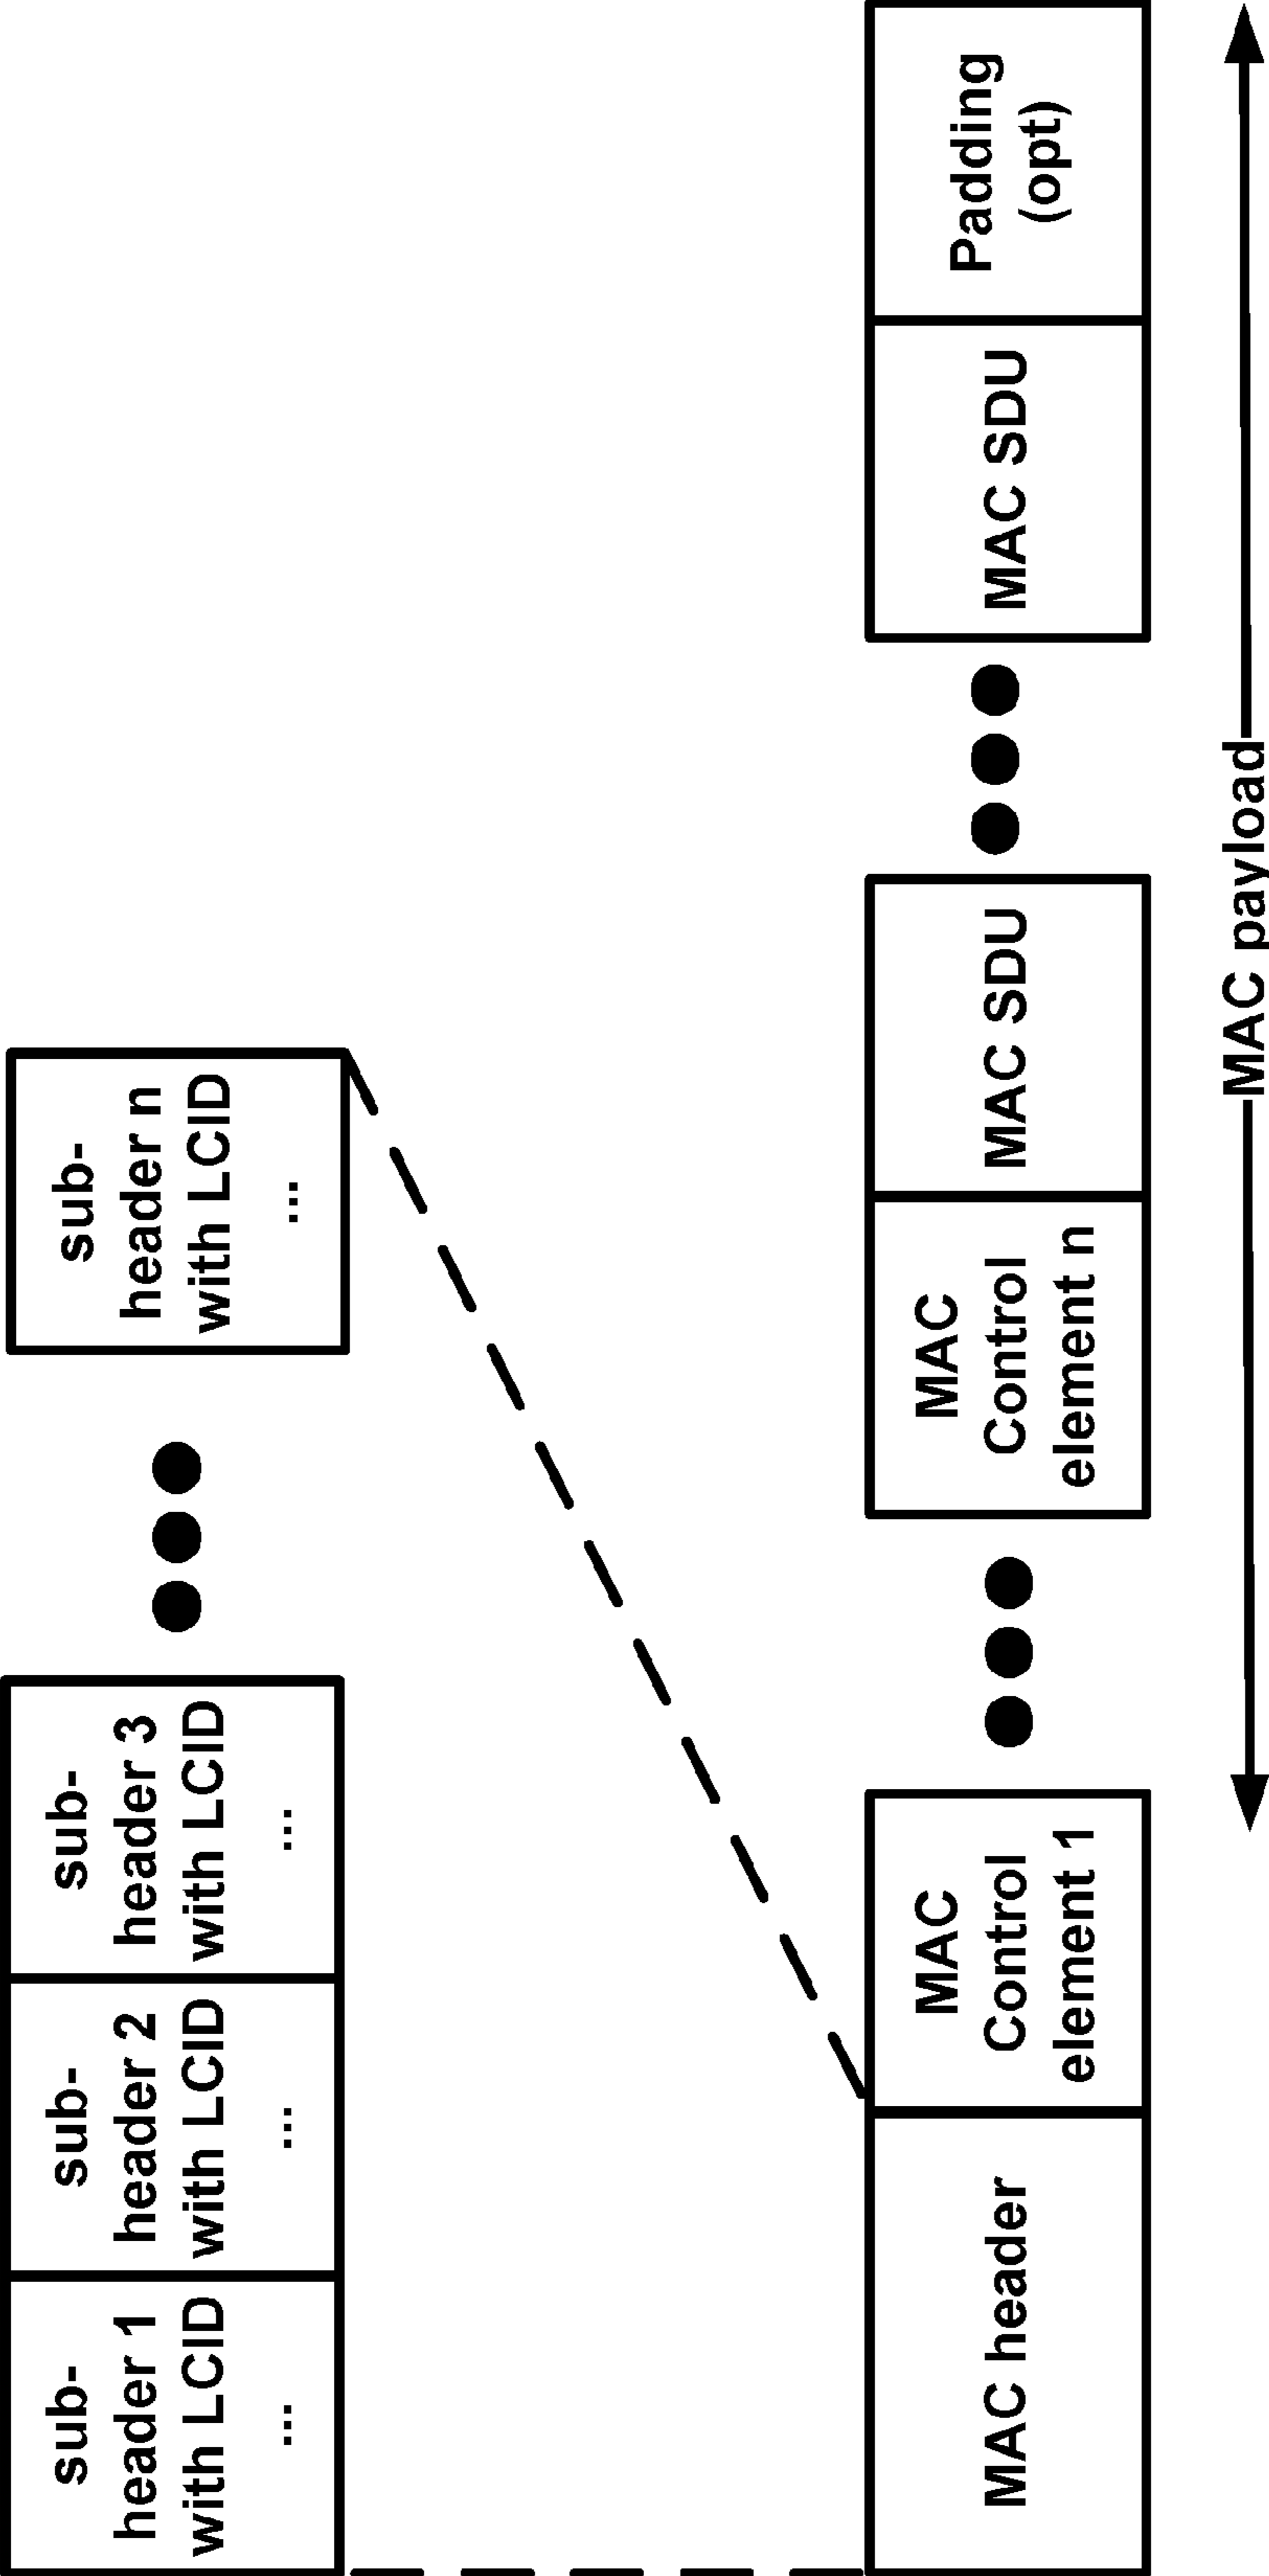 sub-
header 1
with LCID
...
sub-
header 2
with LCID
...
sub-
header 3
with LCID
...
sub-
header n
with LCID
...
MAC header
MAC
Control
element 1
MAC
Control
element n
MAC SDU
MAC SDU
Padding
(opt)
MAC payload